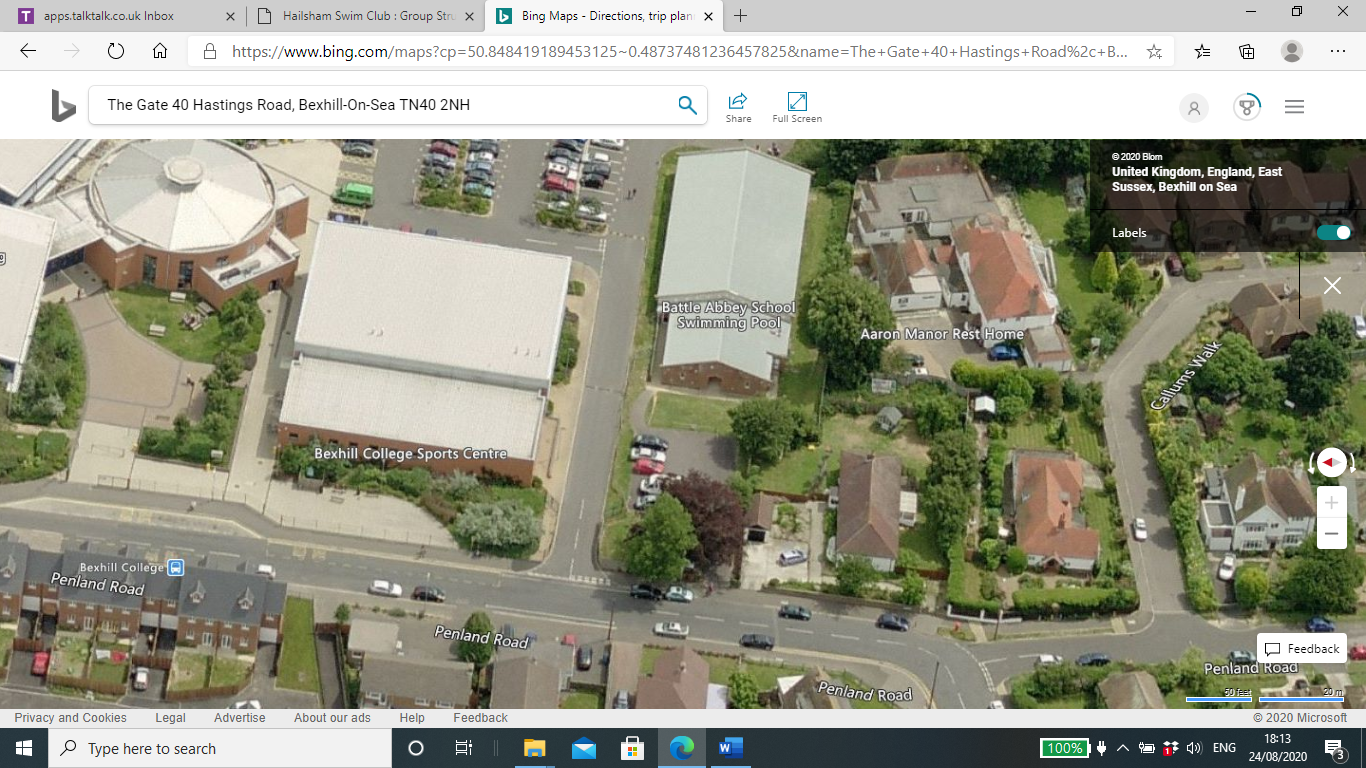 apps.talktalk.co.uk Inbox
Hailsham Swim Club : Group Stru
Bing Maps - Directions, trip plan
https://www.bing.com/maps?cp=50.848419189453125~0.48737481236457825&name=The+Gate+40+Hastings+Road%2c+B...
The Gate 40 Hastings Road, Bexhill-On-Sea TN40 2NH
Share
Full Screen
© 2020 Blom
United Kingdom, England, East
Sussex, Bexhill on Sea
Labels
g
Battle Abbey School
Swimming Pool
Aaron Manor Rest Home
Callums Walk
Bexhill College Sports Centre
Bexhill College
Penland Road
Penland Road
Penland Road
Penland Road
Feedback
50 feet
20 m
Privacy and Cookies
Legal
Advertise
About our ads
Help
Feedback
© 2020 Microsoft
Type here to search
100%
ENG
18:13
24/08/2020
3